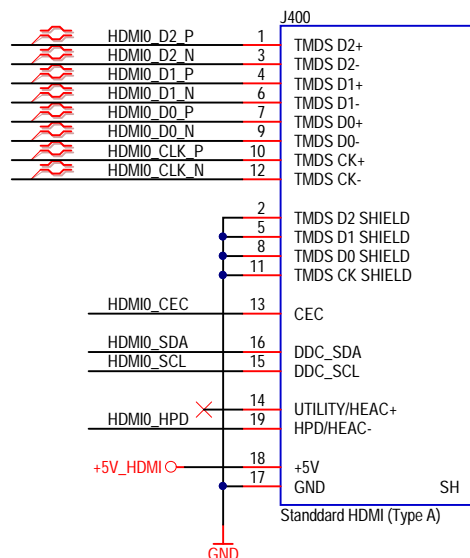 J400
HDMI0_D2_P 1 TMDS D2+
HDMI0_D2_N 3 TMDS D2-
HDMI0_D1_P 4 TMDS D1+
HDMI0_D1_N 6 TMDS D1-
HDMI0_D0_P 7 TMDS D0+
HDMI0_D0_N 9 TMDS D0-
HDMI0_CLK_P 10 TMDS CK+
HDMI0_CLK_N 12 TMDS CK-
2 TMDS D2 SHIELD
5 TMDS D1 SHIELD
8 TMDS D0 SHIELD
11 TMDS CK SHIELD
HDMI0_CEC 13 CEC
HDMI0_SDA 16 DDC_SDA
HDMI0_SCL 15 DDC_SCL
14 UTILITY/HEAC+
HDMI0_HPD 19 HPD/HEAC-
+5V_HDMI 18 +5V
17 GND SH
Standdard HDMI (Type A)
GND